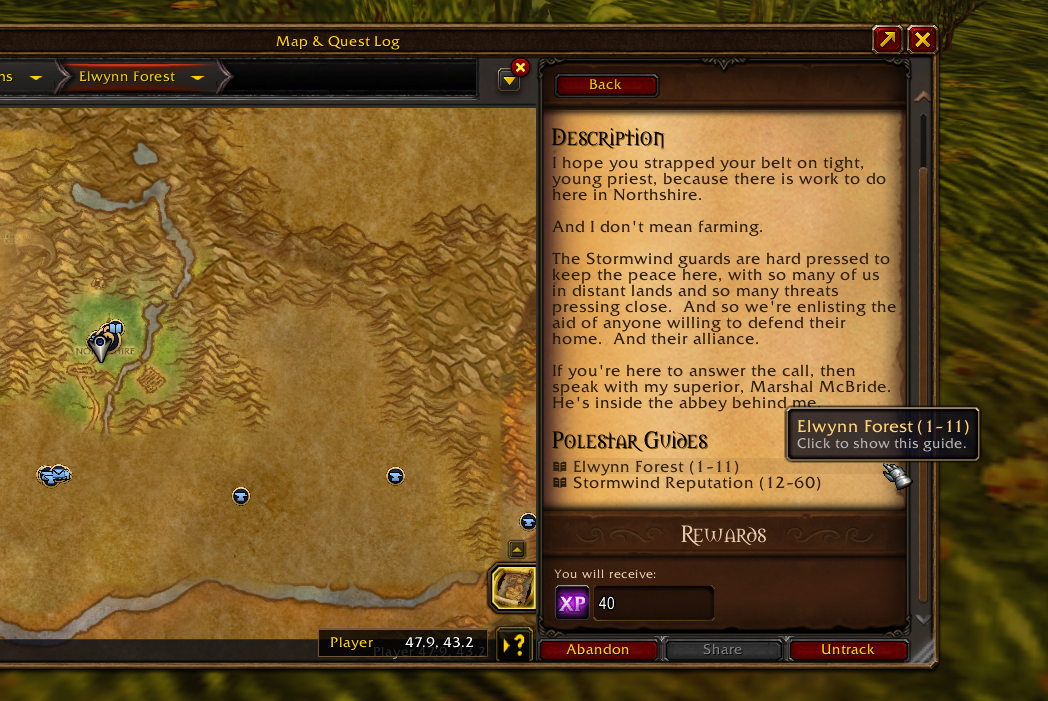 Map & Quest Log
ns
Elwynn Forest
Back
Description
I hope you strapped your belt on tight,
young priest, because there is work to do
here in Northshire.
And I don't mean farming.
The Stormwind guards are hard pressed to
keep the peace here, with so many of us
in distant lands and so many threats
pressing close.  And so we're enlisting the
aid of anyone willing to defend their
home.  And their alliance.
If you're here to answer the call, then
speak with my superior, Marshal McBride.
He's inside the abbey behind me.
Elwynn Forest (1-11)
Click to show this guide.
Polestar Guides
Elwynn Forest (1-11)
Stormwind Reputation (12-60)
Rewards
You will receive:
XP 40
Player 47.9, 43.2
Player 47.9, 43.2
?
Abandon
Share
Untrack